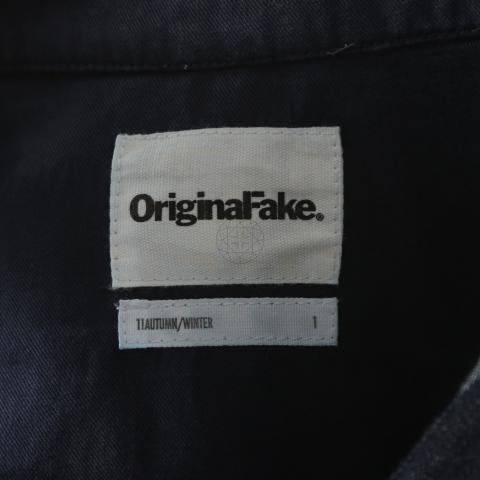 OriginalFake.
11AUTUMN/WINTER 1